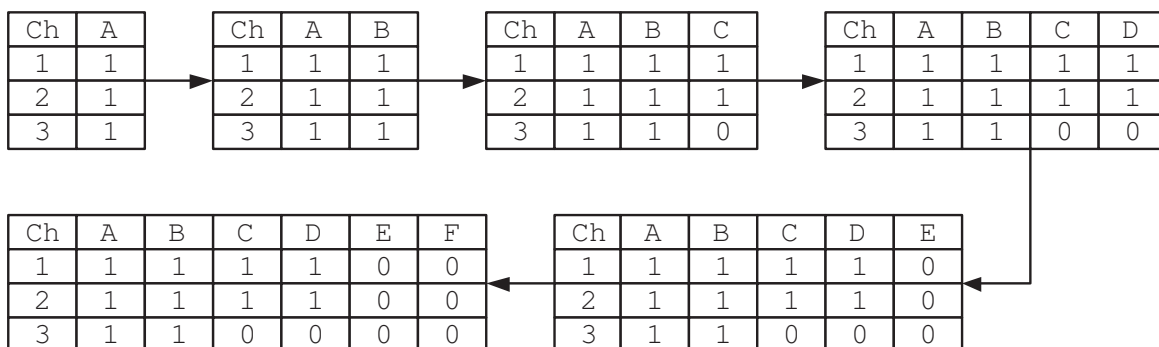 Ch A
1 1
2 1
3 1
Ch A B
1 1 1
2 1 1
3 1 1
Ch A B C
1 1 1 1
2 1 1 1
3 1 1 0
Ch A B C D
1 1 1 1 1
2 1 1 1 1
3 1 1 0 0
Ch A B C D E F
1 1 1 1 1 0 0
2 1 1 1 1 0 0
3 1 1 0 0 0 0
Ch A B C D E
1 1 1 1 1 0
2 1 1 1 1 0
3 1 1 0 0 0